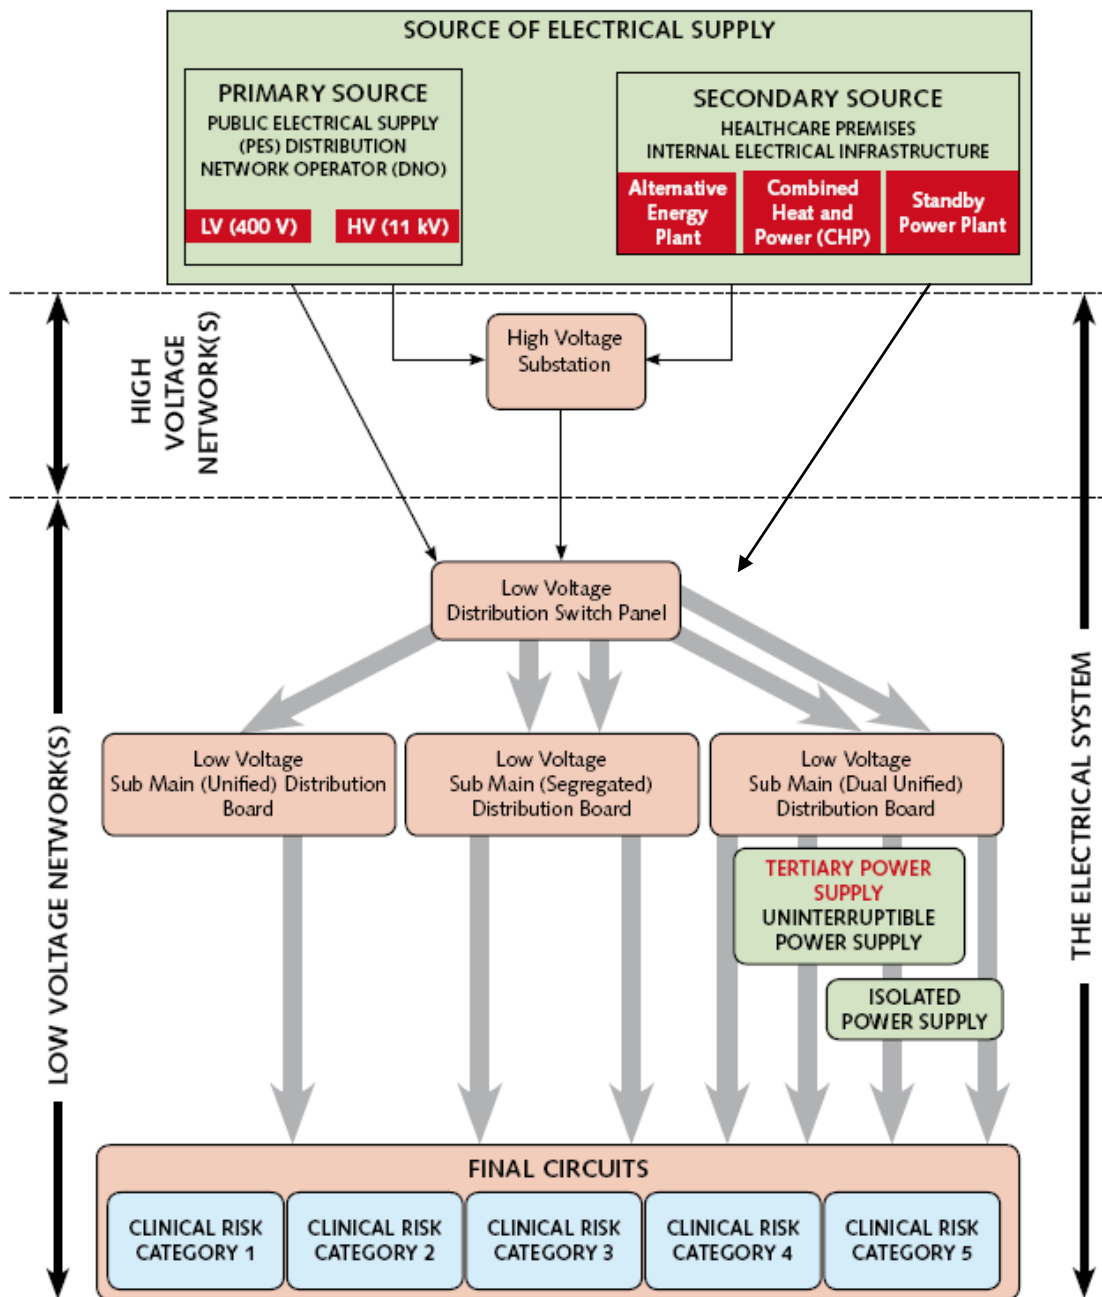 SOURCE OF ELECTRICAL SUPPLY
PRIMARY SOURCE
PUBLIC ELECTRICAL SUPPLY
(PES) DISTRIBUTION
NETWORK OPERATOR (DNO)
LV (400 V)
HV (11 kV)
SECONDARY SOURCE
HEALTHCARE PREMISES
INTERNAL ELECTRICAL INFRASTRUCTURE
Alternative
Energy
Plant
Combined
Heat and
Power (CHP)
Standby
Power Plant
HIGH
VOLTAGE
NETWORK(S)
High Voltage
Substation
LOW VOLTAGE NETWORK(S)
THE ELECTRICAL SYSTEM
Low Voltage
Distribution Switch Panel
Low Voltage
Sub Main (Unified) Distribution
Board
Low Voltage
Sub Main (Segregated)
Distribution Board
Low Voltage
Sub Main (Dual Unified)
Distribution Board
TERTIARY POWER
SUPPLY
UNINTERRUPTIBLE
POWER SUPPLY
ISOLATED
POWER SUPPLY
FINAL CIRCUITS
CLINICAL RISK
CATEGORY 1
CLINICAL RISK
CATEGORY 2
CLINICAL RISK
CATEGORY 3
CLINICAL RISK
CATEGORY 4
CLINICAL RISK
CATEGORY 5